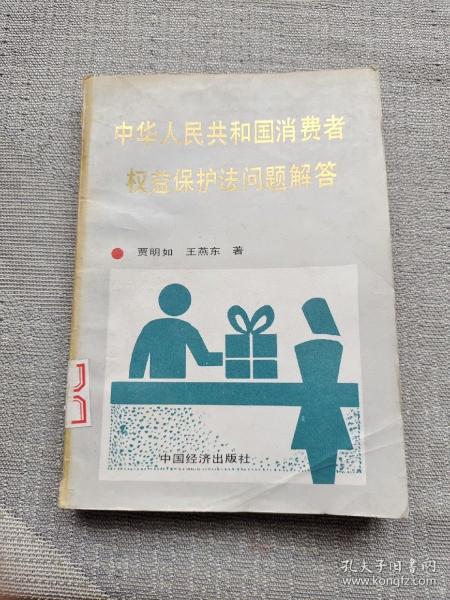 中华人民共和国消费者
权益保护法问题解答
贾明如 王燕东 著
中国经济出版社
孔夫子旧书网
www.kongfz.com